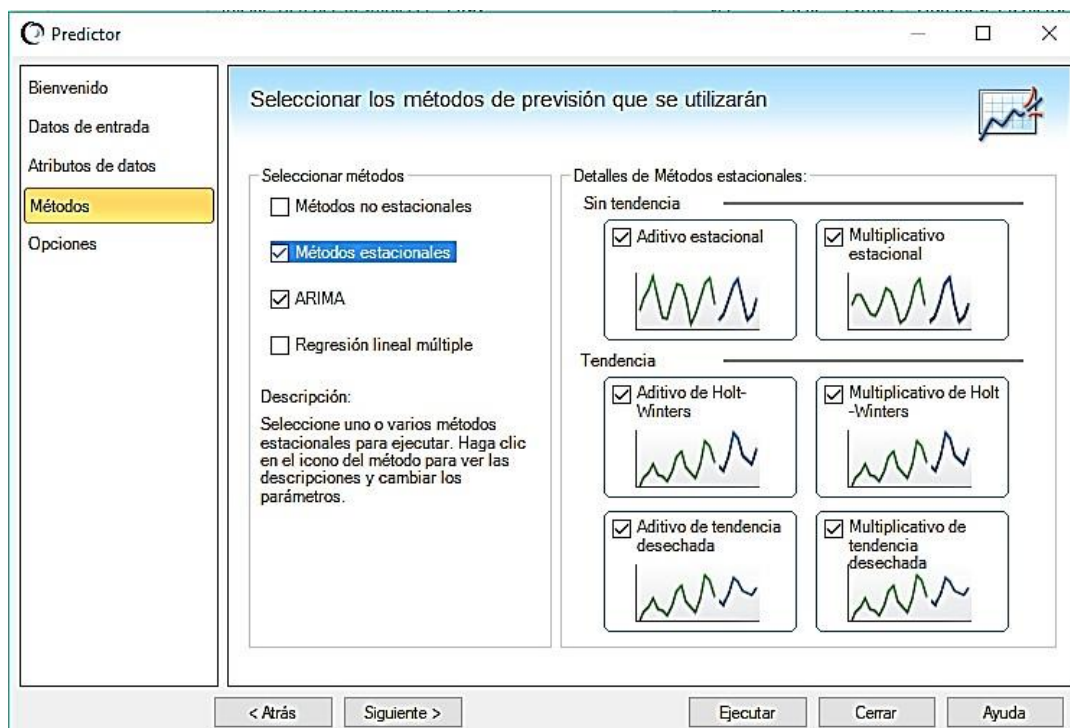 Predictor
Bienvenido
Datos de entrada
Atributos de datos
Métodos
Opciones
Seleccionar los métodos de previsión que se utilizarán
Seleccionar métodos
Métodos no estacionales
Métodos estacionales
ARIMA
Regresión lineal múltiple
Descripción:
Seleccione uno o varios métodos
estacionales para ejecutar. Haga clic
en el icono del método para ver las
descripciones y cambiar los
parámetros.
Detalles de Métodos estacionales:
Sin tendencia
Aditivo estacional
Multiplicativo
estacional
Tendencia
Aditivo de Holt-
Winters
Multiplicativo de Holt
-Winters
Aditivo de tendencia
desechada
Multiplicativo de
tendencia
desechada
< Atrás
Siguiente >
Ejecutar
Cerrar
Ayuda